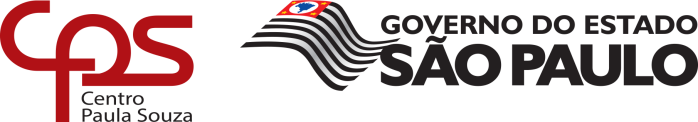 cps
Centro
Paula Souza
GOVERNO DO ESTADO
SÃO PAULO